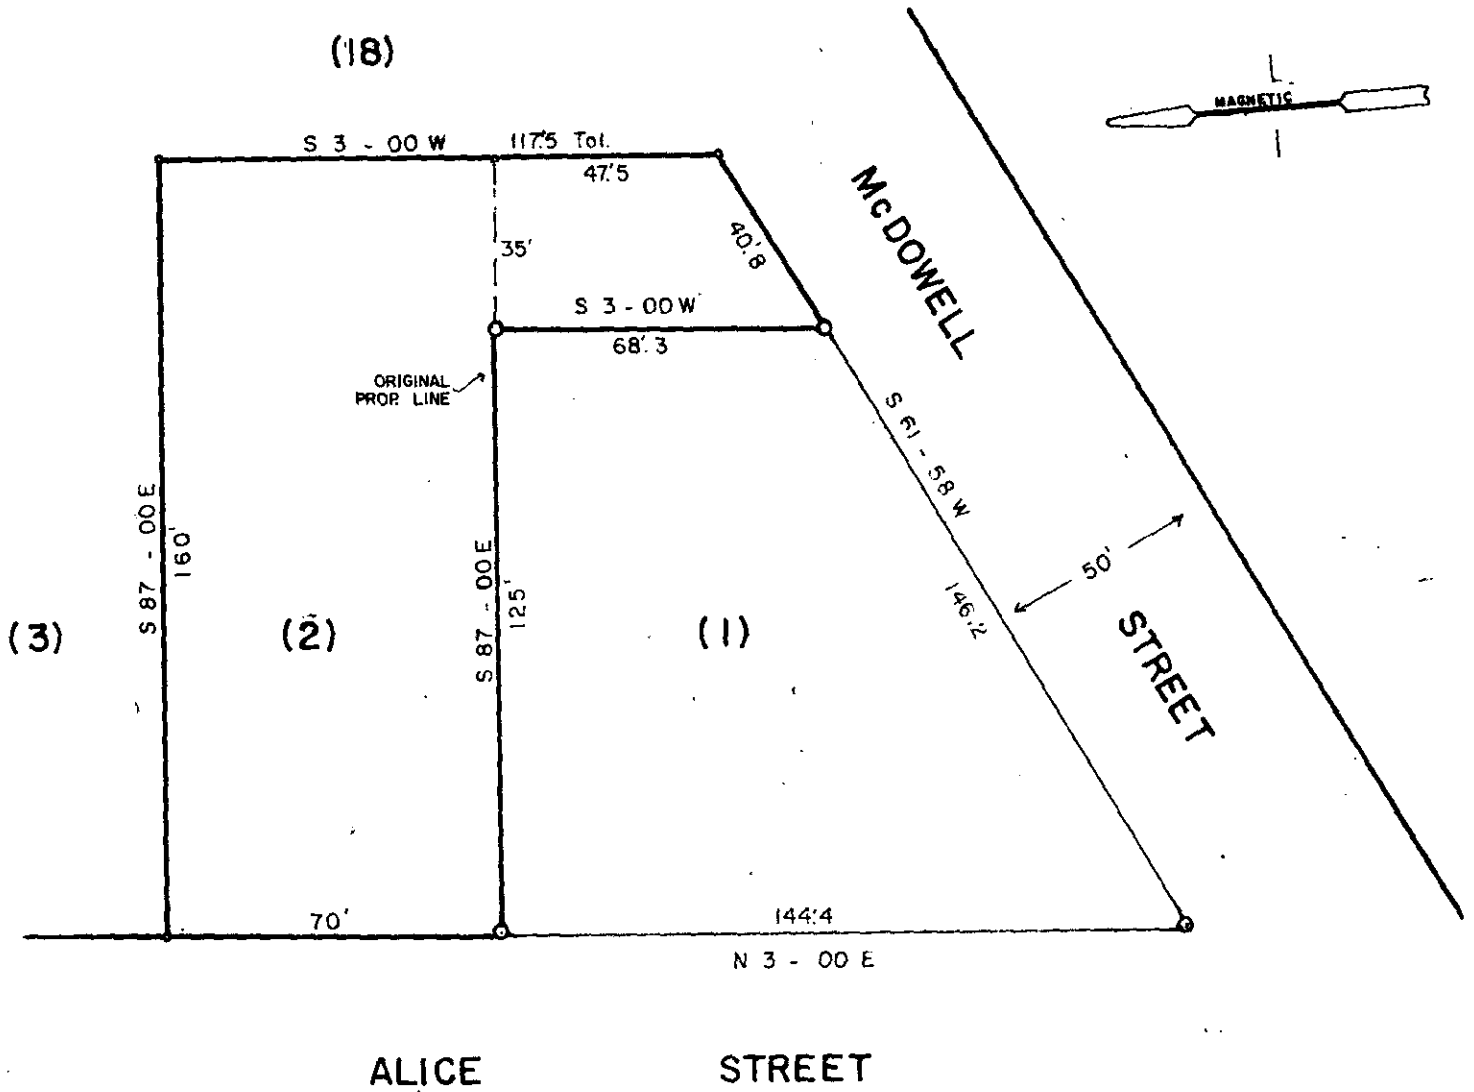 (18)
MAGNETIC
S 3 - 00 W 117.'5 Tot.
47.'5
McDOWELL
40.'8
35'
S 3 - 00 W
68.'3
ORIGINAL
PROP. LINE
S 61 - 58 W
S 87 - 00 E
160'
S 87 - 00 E
125'
50'
146.'2
(3)
(2)
(1)
STREET
70'
144.'4
N 3 - 00 E
ALICE STREET